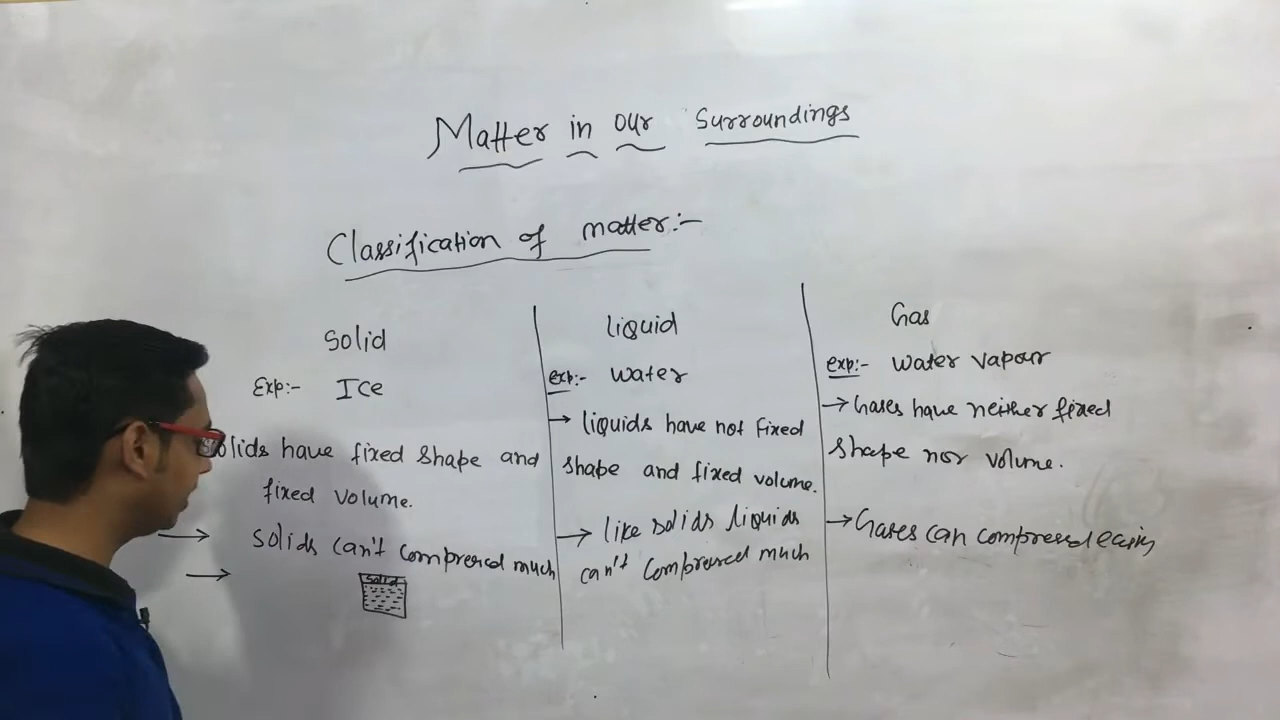 Matter in our Surroundings
Classification of matter:-
Solid
Exp:- Ice
Solids have fixed shape and
fixed volume.
→ Solids can't compressed much
→
Solid
liquid
exp:- water
→ liquids have not fixed
shape and fixed volume.
→ like solids liquids
can't compressed much
Gas
exp:- water vapour
→ Gases have neither fixed
shape nor volume.
→ Gases can compressed easily